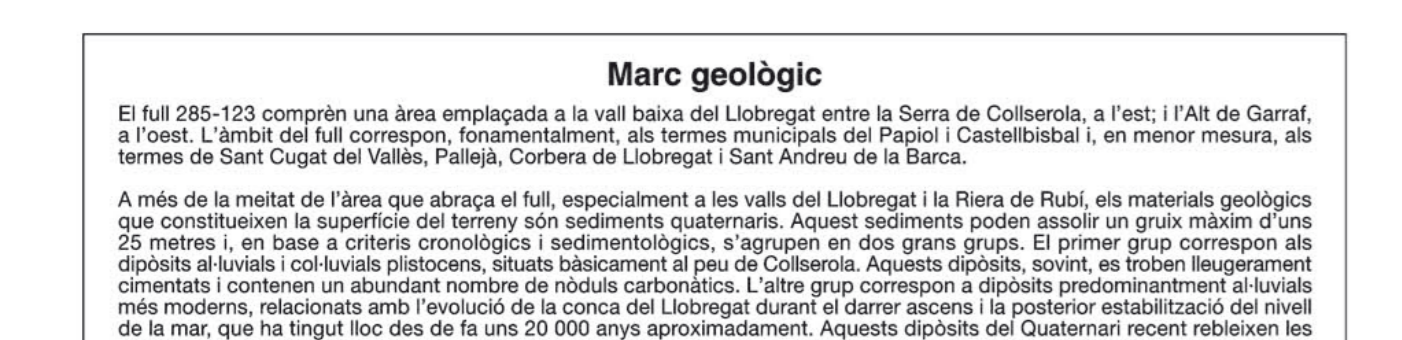 Marc geològic
El full 285-123 comprèn una àrea emplaçada a la vall baixa del Llobregat entre la Serra de Collserola, a l’est; i l’Alt de Garraf,
a l’oest. L’àmbit del full correspon, fonamentalment, als termes municipals del Papiol i Castellbisbal i, en menor mesura, als
termes de Sant Cugat del Vallès, Pallejà, Corbera de Llobregat i Sant Andreu de la Barca.
A més de la meitat de l’àrea que abraça el full, especialment a les valls del Llobregat i la Riera de Rubí, els materials geològics
que constitueixen la superfície del terreny són sediments quaternaris. Aquest sediments poden assolir un gruix màxim d’uns
25 metres i, en base a criteris cronològics i sedimentològics, s’agrupen en dos grans grups. El primer grup correspon als
dipòsits al·luvials i col·luvials plistocens, situats bàsicament al peu de Collserola. Aquests dipòsits, sovint, es troben lleugerament
cimentats i contenen un abundant nombre de nòduls carbonàtics. L’altre grup correspon a dipòsits predominantment al·luvials
més moderns, relacionats amb l’evolució de la conca del Llobregat durant el darrer ascens i la posterior estabilització del nivell
de la mar, que ha tingut lloc des de fa uns 20 000 anys aproximadament. Aquests dipòsits del Quaternari recent rebleixen les